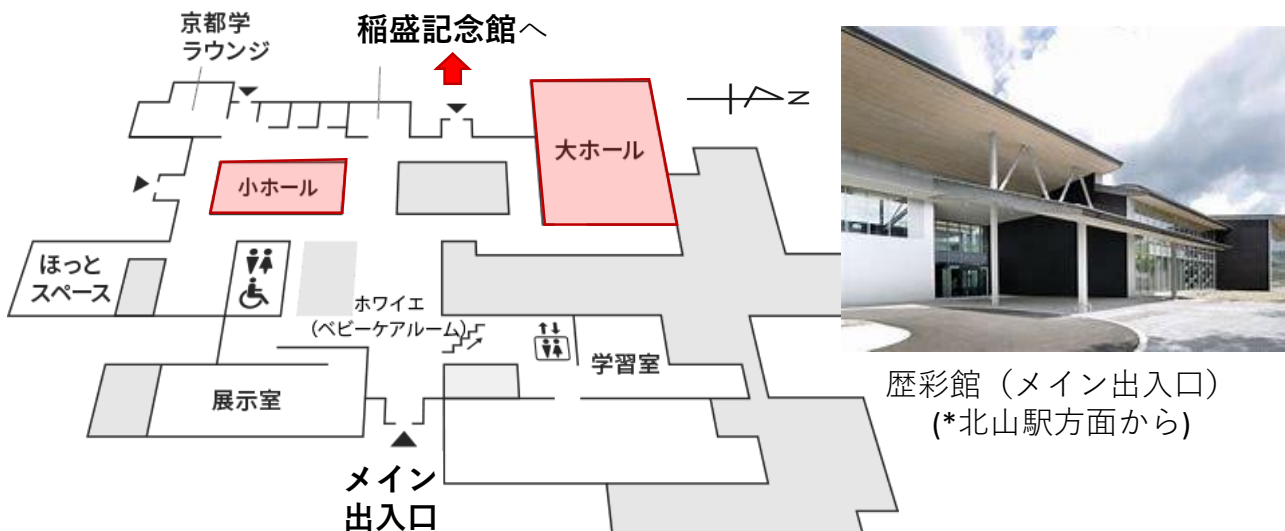 京都学
ラウンジ
稲盛記念館へ
N
大ホール
小ホール
ほっと
スペース
ホワイエ
(ベビーケアルーム)
学習室
展示室
メイン
出入口
歴彩館（メイン出入口）
(*北山駅方面から)